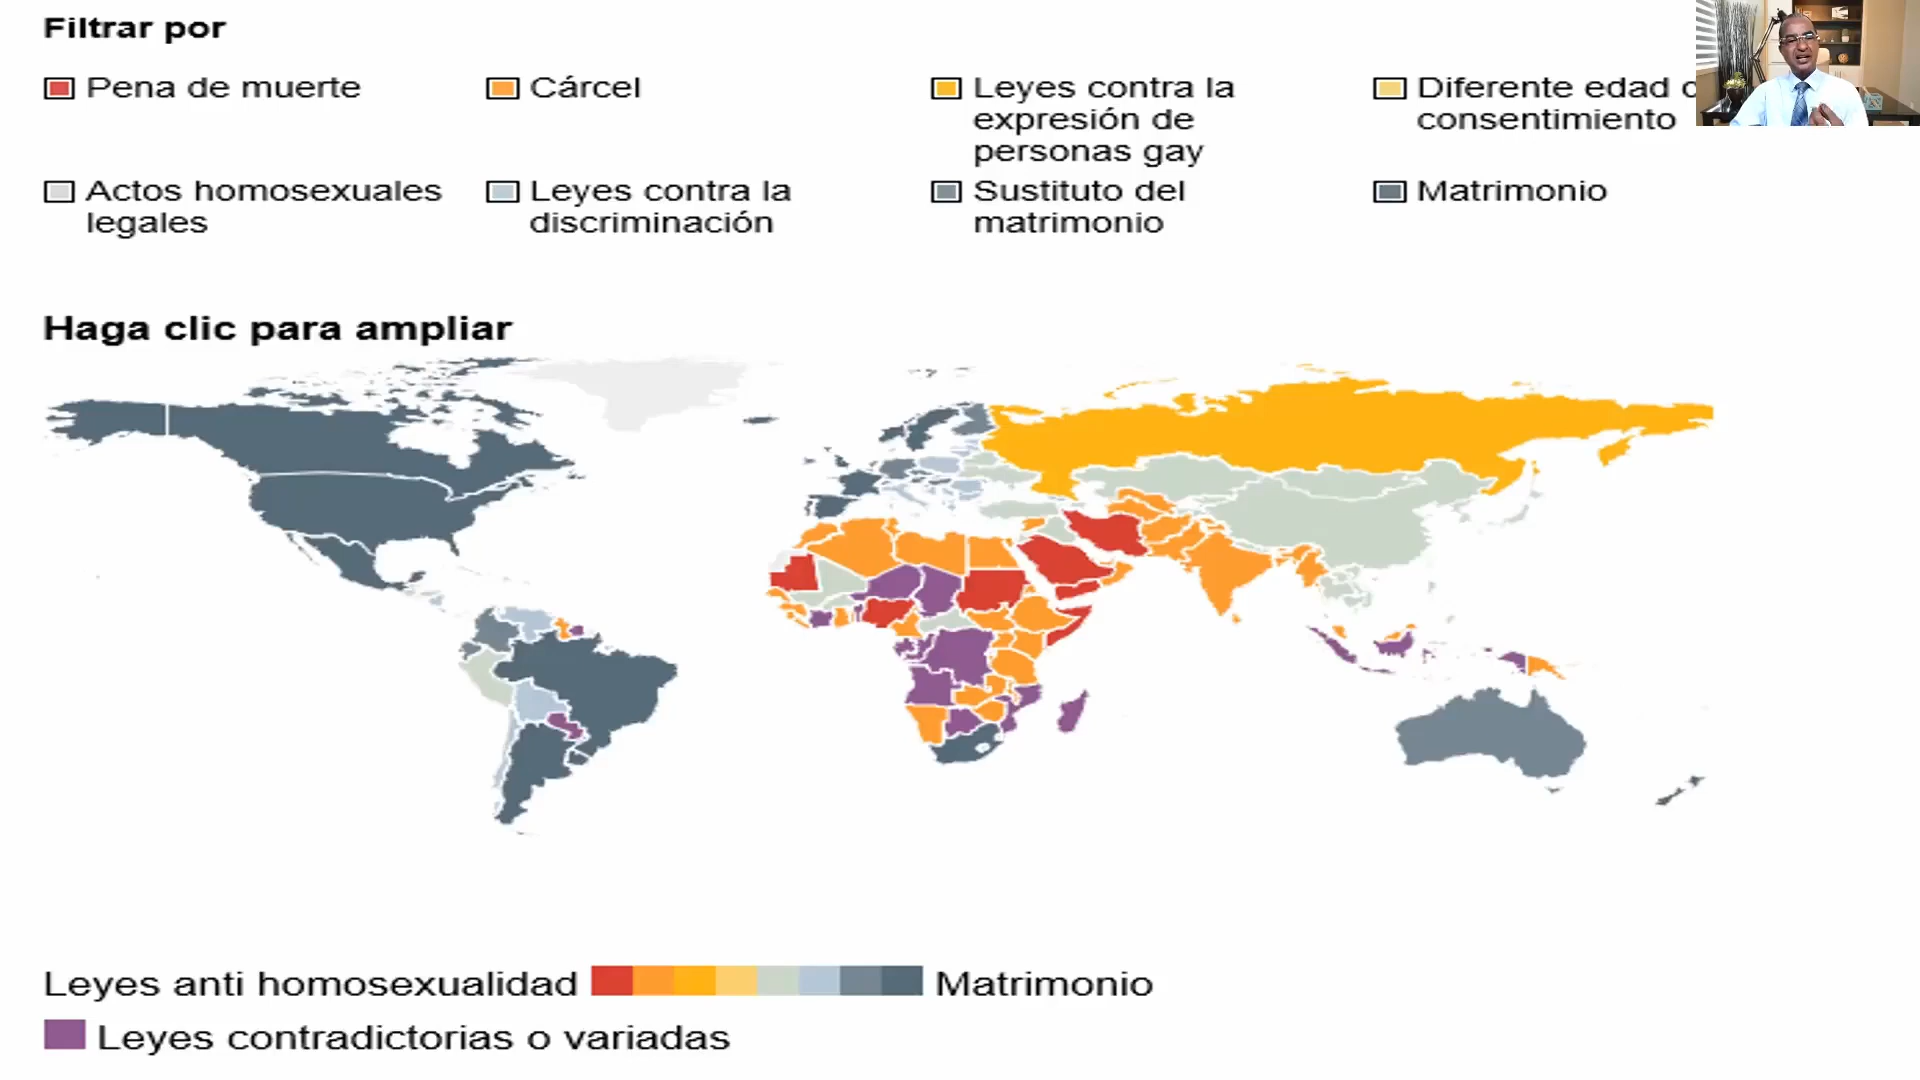 Filtrar por
Pena de muerte
Cárcel
Leyes contra la
expresión de
personas gay
Diferente edad
consentimiento
Actos homosexuales
legales
Leyes contra la
discriminación
Sustituto del
matrimonio
Matrimonio
Haga clic para ampliar
Leyes anti homosexualidad
Matrimonio
Leyes contradictorias o variadas